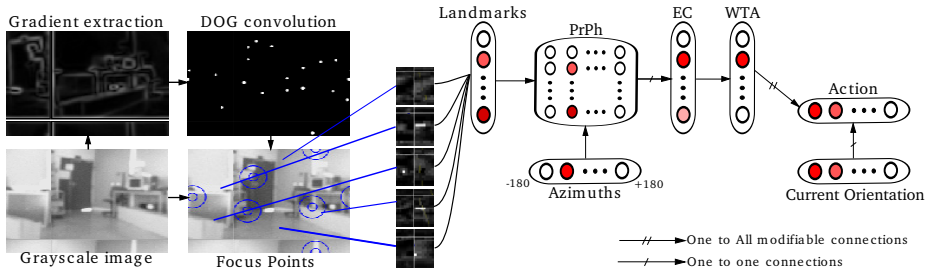 Gradient extraction
DOG convolution
Landmarks
PrPh
EC
WTA
Action
-180
+180
Azimuths
Current Orientation
Grayscale image
Focus Points
One to All modifiable connections
One to one connections